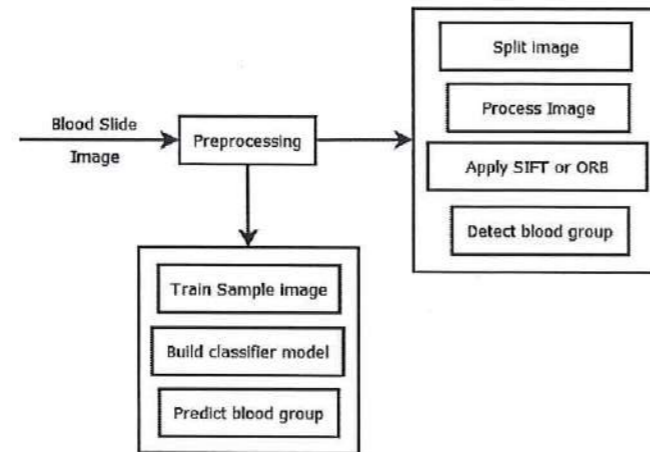 Blood Slide
Image
Preprocessing
Split image
Process Image
Apply SIFT or ORB
Detect blood group
Train Sample image
Build classifier model
Predict blood group